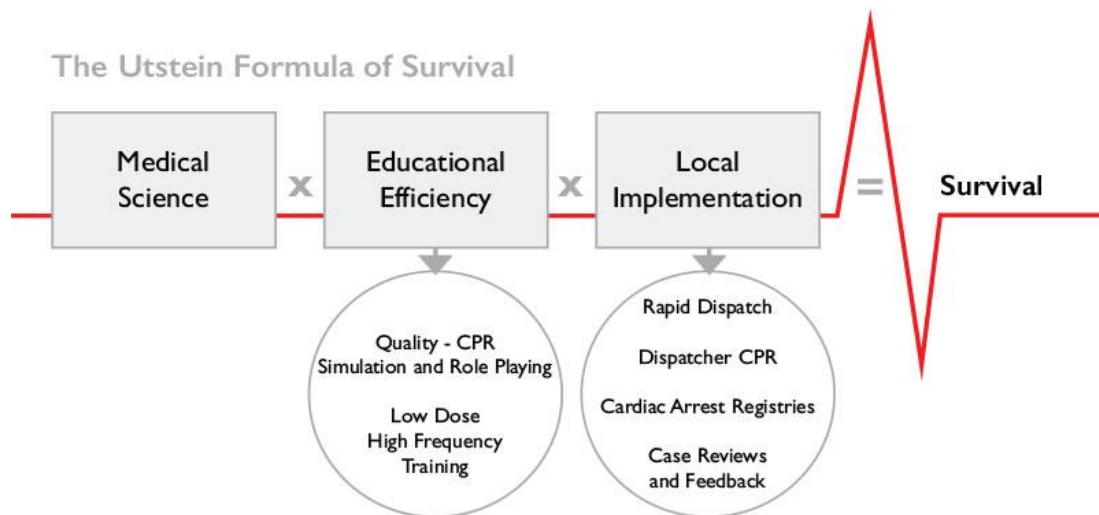 The Utstein Formula of Survival
Medical
Science
x
Educational
Efficiency
x
Local
Implementation
=
Survival
Quality - CPR
Simulation and Role Playing
Low Dose
High Frequency
Training
Rapid Dispatch
Dispatcher CPR
Cardiac Arrest Registries
Case Reviews
and Feedback